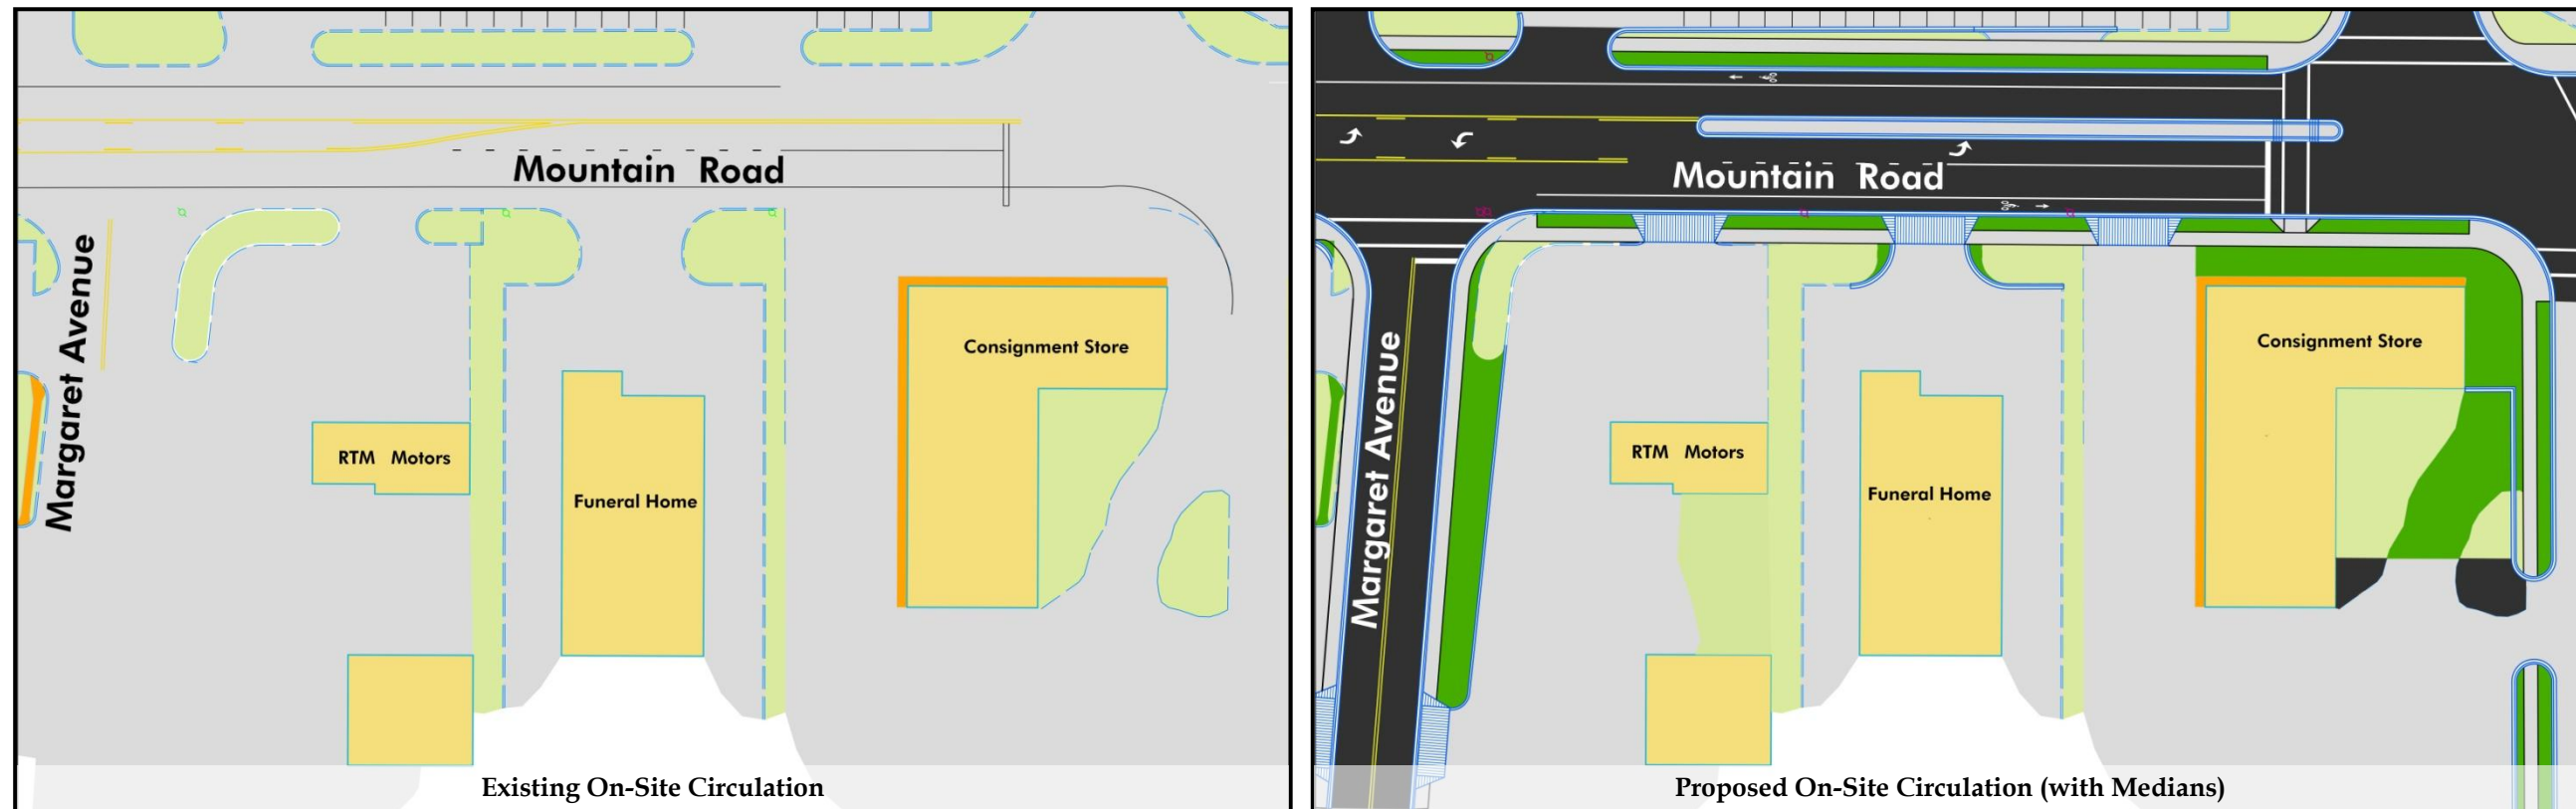 Mountain Road
Margaret Avenue
Consignment Store
RTM Motors
Funeral Home
Existing On-Site Circulation
Mountain Road
Margaret Avenue
Consignment Store
RTM Motors
Funeral Home
Proposed On-Site Circulation (with Medians)